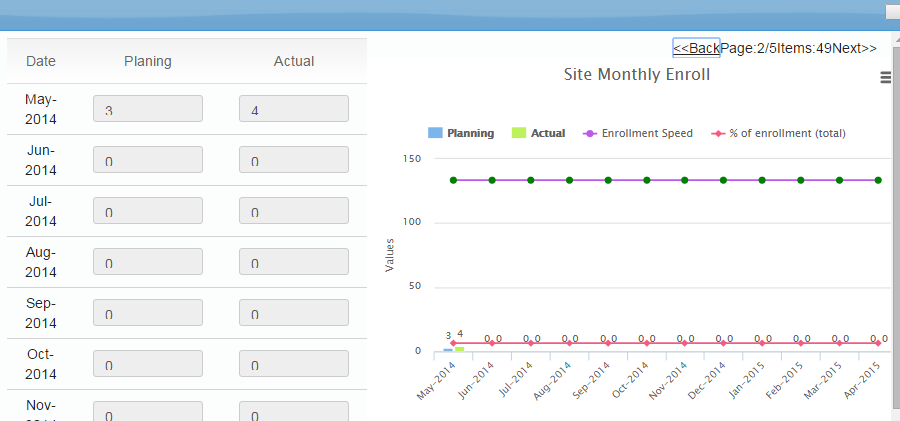 <<BackPage:2/5Items:49Next>>
Date Planing Actual
May-
2014 3 4
Jun-
2014 0 0
Jul-
2014 0 0
Aug-
2014 0 0
Sep-
2014 0 0
Oct-
2014 0 0
Nov-
0 0
Site Monthly Enroll
Planning Actual Enrollment Speed % of enrollment (total)
Values
150
100
50
0
3 4 0 0 0 0 0 0 0 0 0 0 0 0 0 0 0 0 0 0 0 0 0 0
May-2014 Jun-2014 Jul-2014 Aug-2014 Sep-2014 Oct-2014 Nov-2014 Dec-2014 Jan-2015 Feb-2015 Mar-2015 Apr-2015